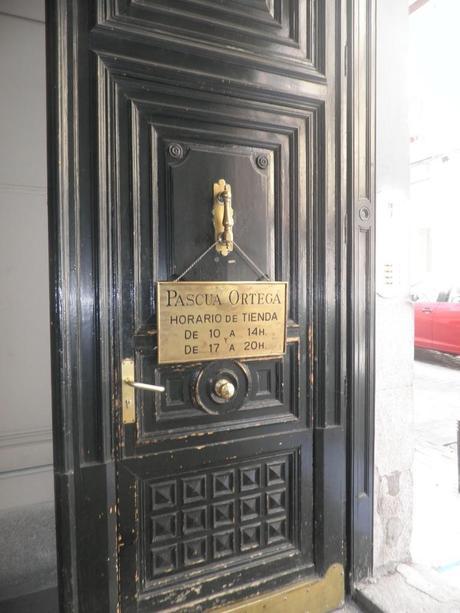 PASCUA ORTEGA
HORARIO DE TIENDA
DE 10 A 14H.
Y
DE 17 A 20H.